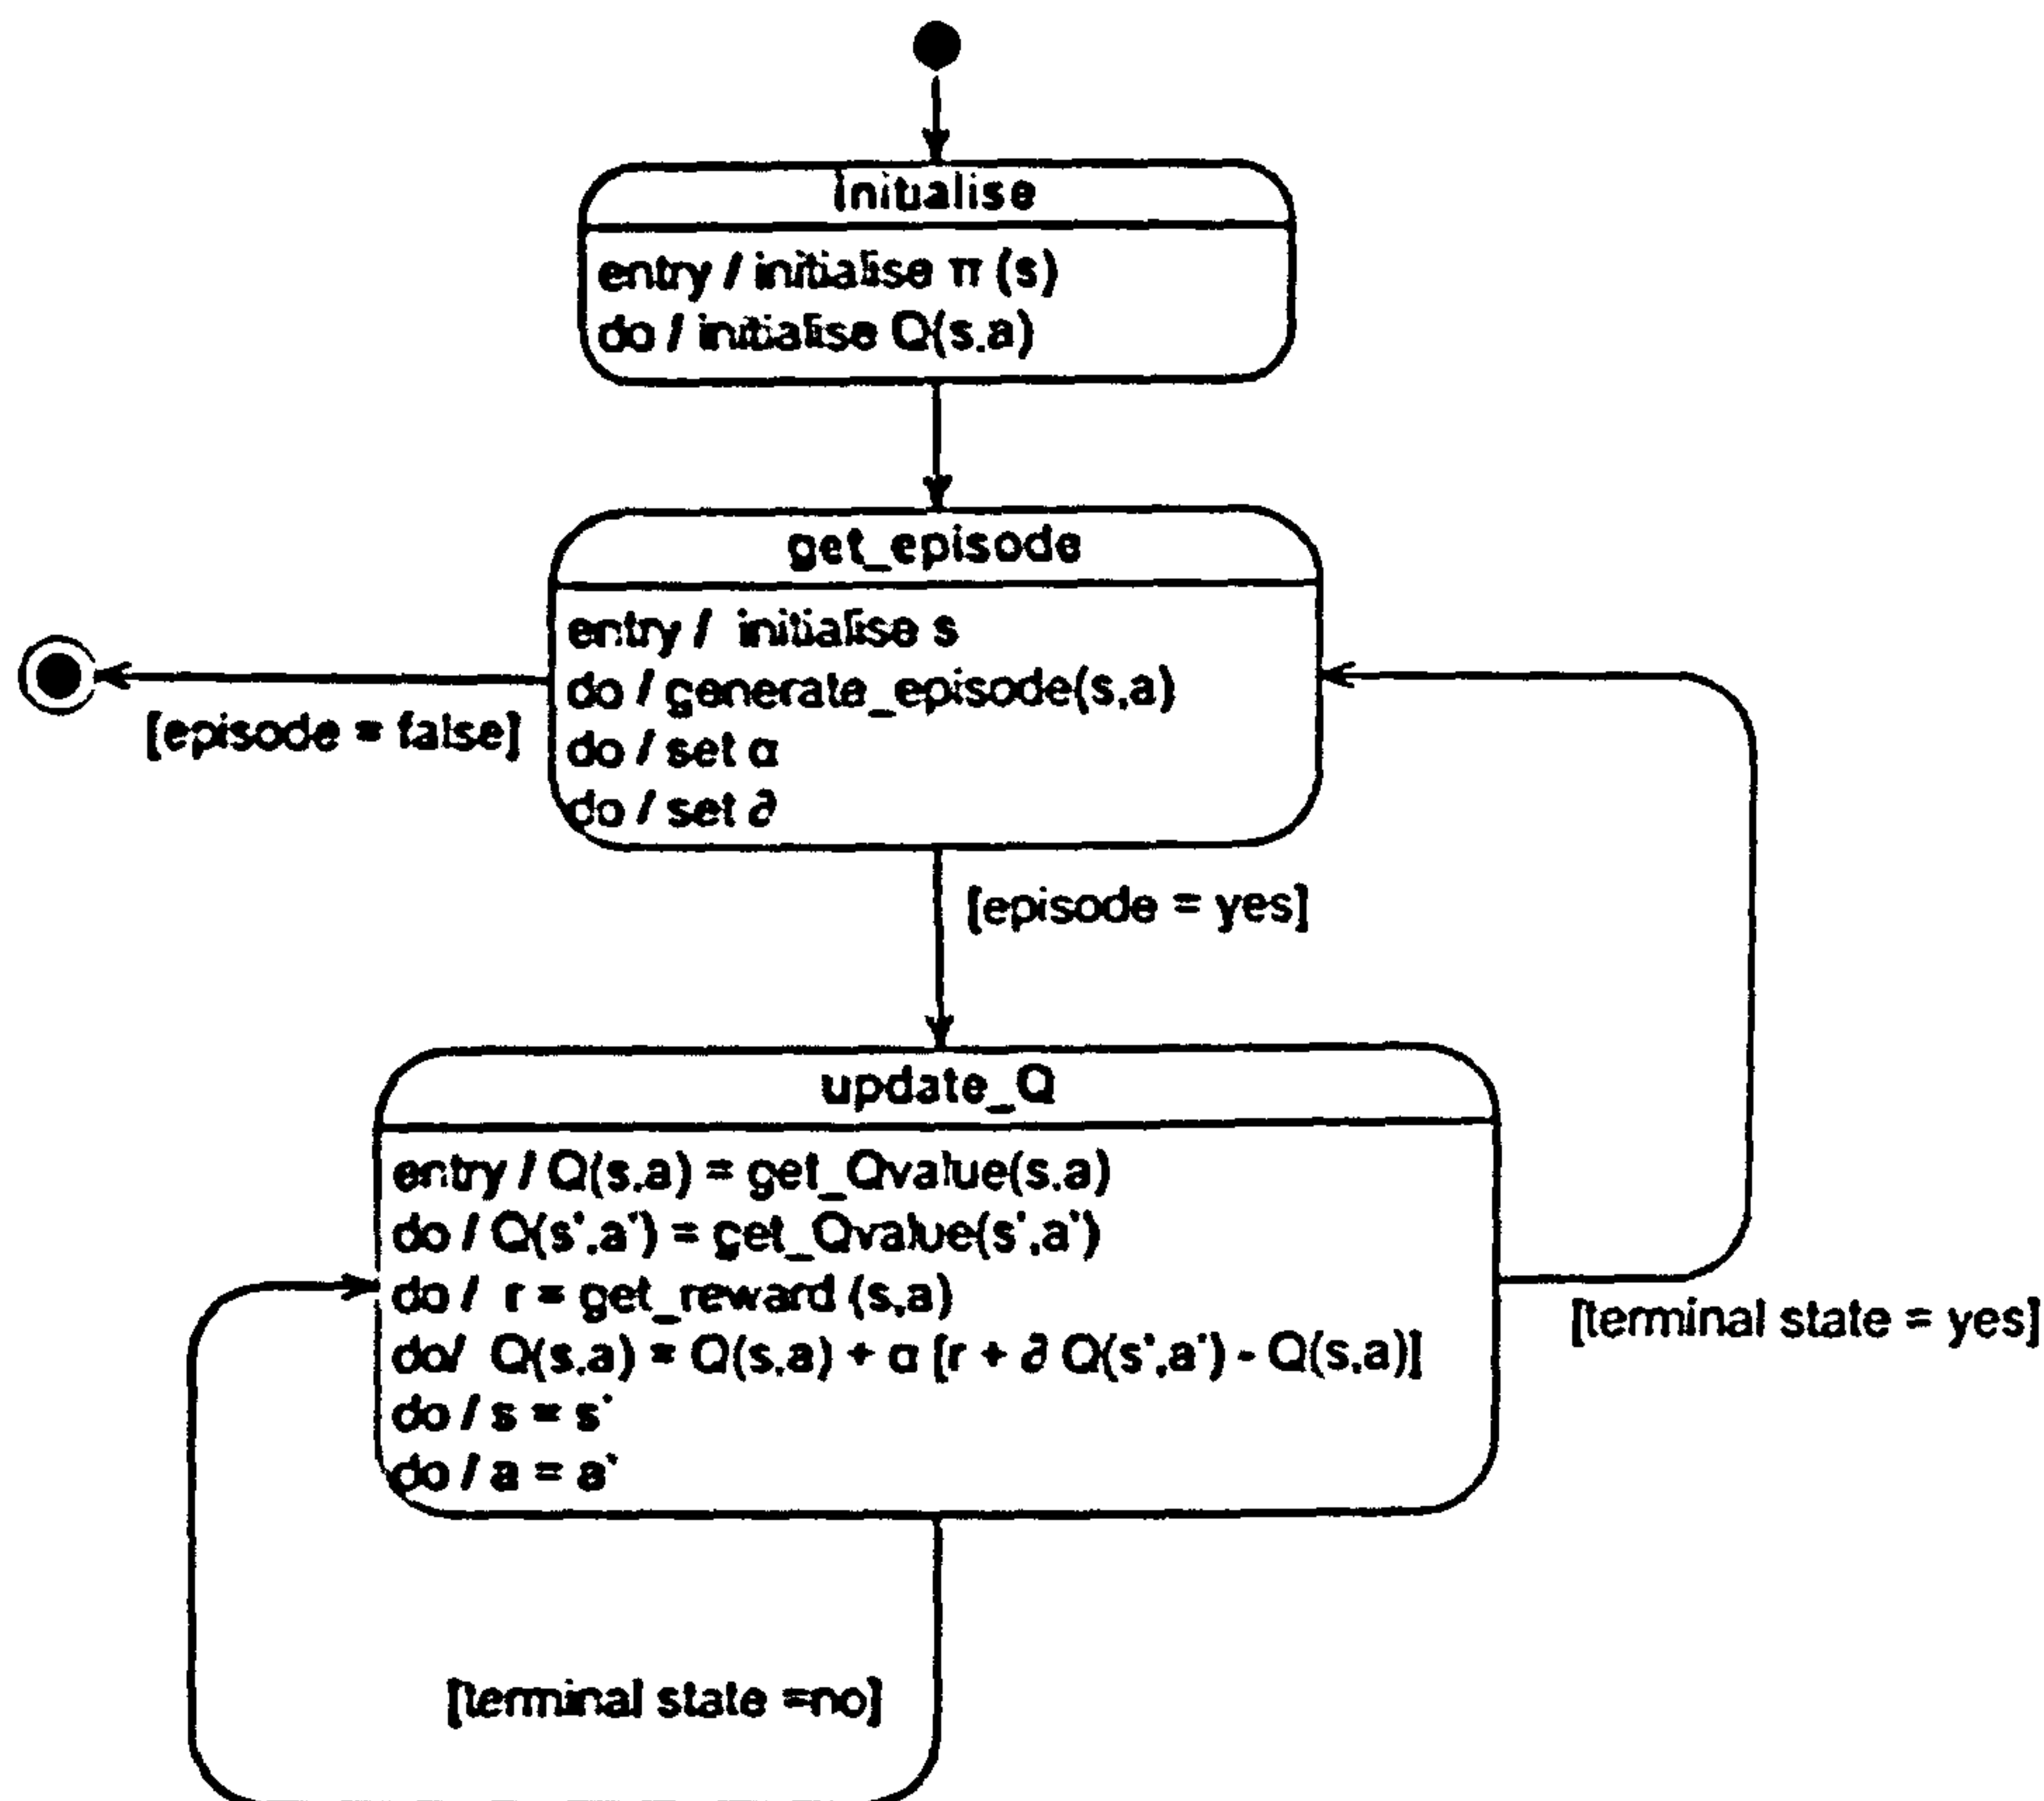 Initialise
entry / initialise π (s)
do / initialise Q(s,a)
get_episode
entry / initialise s
do / generate_episode(s,a)
do / set α
do / set ∂
[episode = false]
[episode = yes]
update_Q
entry / Q(s,a) = get_Qvalue(s,a)
do / Q(s',a') = get_Qvalue(s',a')
do / r = get_reward (s,a)
do/ Q(s,a) = Q(s,a) + α [r + ∂ Q(s',a') - Q(s,a)]
do / s = s'
do / a = a'
[terminal state = yes]
[terminal state =no]